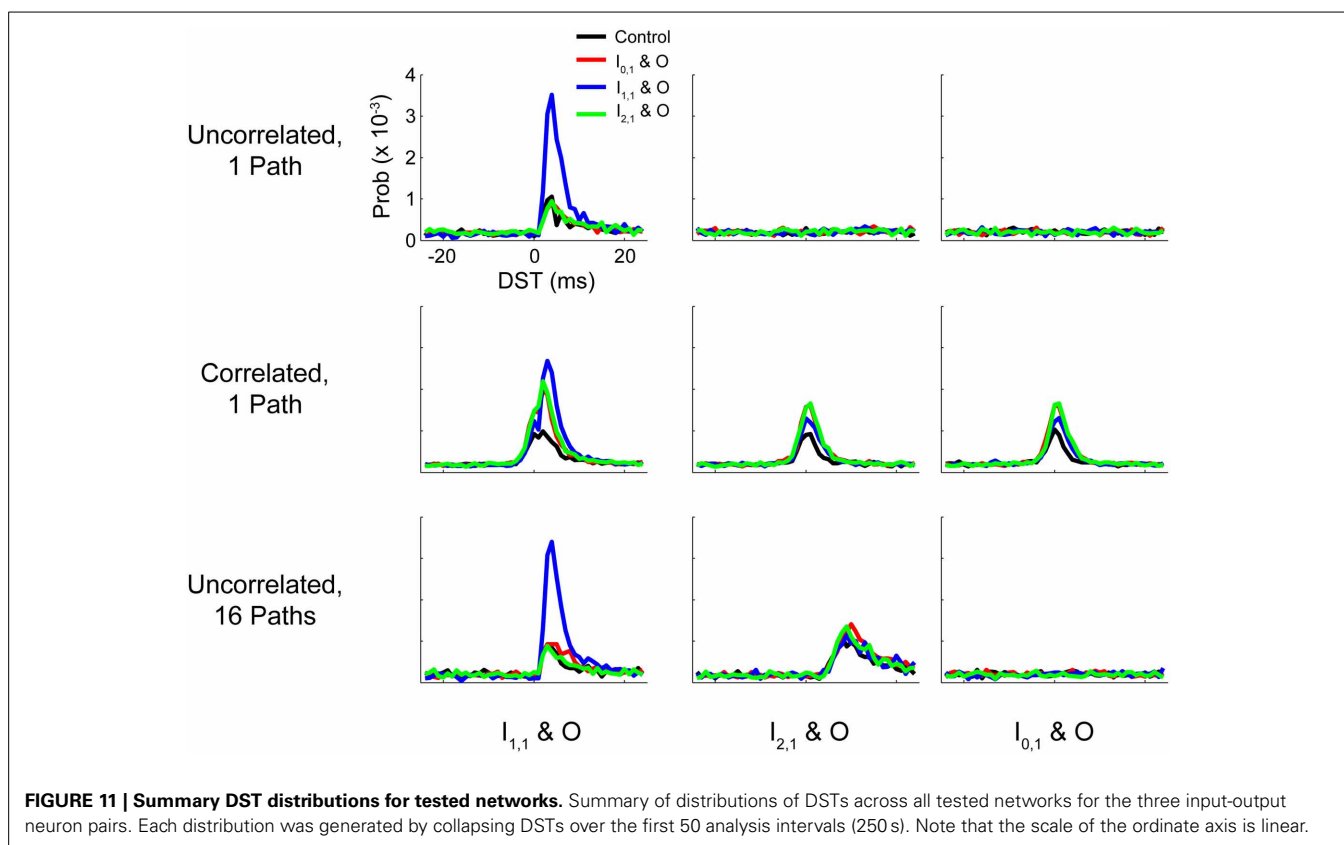 Control
I0,1 & O
I1,1 & O
I2,1 & O
Uncorrelated,
1 Path
Prob (x 10-3)
4
3
2
1
0
-20 0 20
DST (ms)
Correlated,
1 Path
Uncorrelated,
16 Paths
I1,1 & O I2,1 & O I0,1 & O
FIGURE 11 | Summary DST distributions for tested networks. Summary of distributions of DSTs across all tested networks for the three input-output
neuron pairs. Each distribution was generated by collapsing DSTs over the first 50 analysis intervals (250 s). Note that the scale of the ordinate axis is linear.